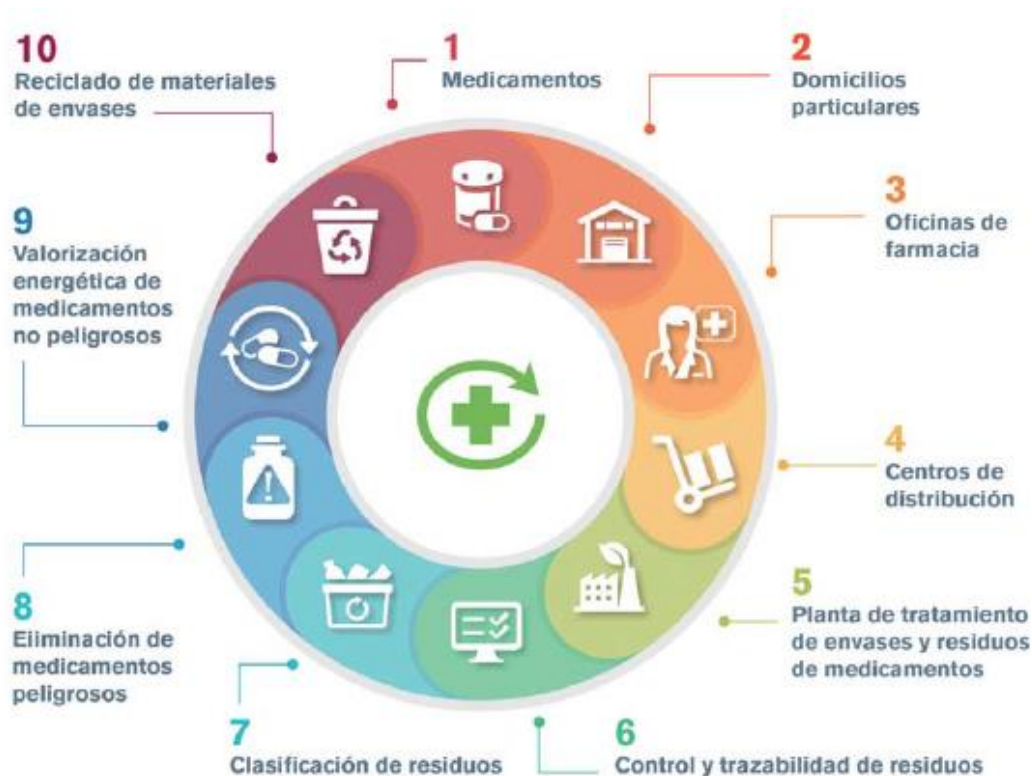 1
Medicamentos
2
Domicilios
particulares
3
Oficinas de
farmacia
4
Centros de
distribución
5
Planta de tratamiento
de envases y residuos
de medicamentos
6
Control y trazabilidad de residuos
7
Clasificación de residuos
8
Eliminación de
medicamentos
peligrosos
9
Valorización
energética de
medicamentos
no peligrosos
10
Reciclado de materiales
de envases